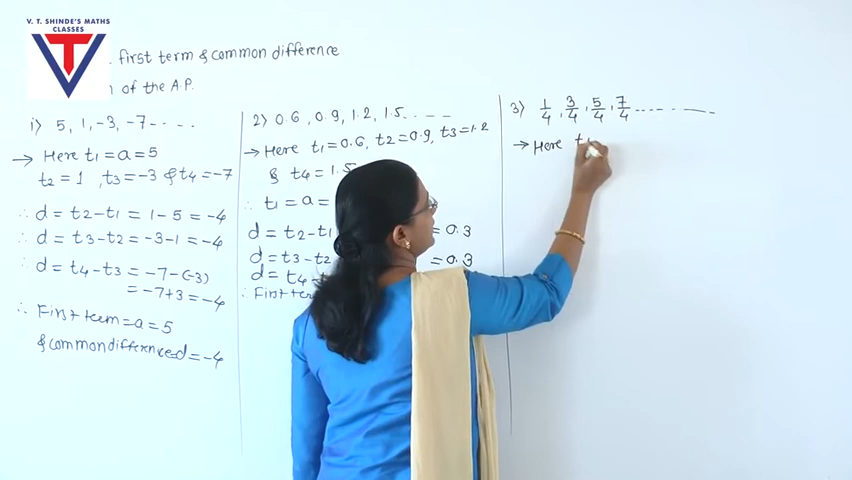 V. T. SHINDE'S MATHS
CLASSES
first term & common difference
of the A.P.
i) 5, 1, -3, -7 - - - -
→ Here t1 = a = 5
t2 = 1 , t3 = -3 & t4 = -7
∴ d = t2 - t1 = 1 - 5 = -4
∴ d = t3 - t2 = -3 - 1 = -4
∴ d = t4 - t3 = -7 - (-3)
= -7 + 3 = -4
∴ First term = a = 5
& common difference = d = -4
2) 0.6, 0.9, 1.2, 1.5 - - - -
→ Here t1 = 0.6, t2 = 0.9, t3 = 1.2
& t4 = 1.5
∴ t1 = a =
d = t2 - t1 = 0.3
d = t3 - t2 = 0.3
d = t4
∴ First
3) 1/4, 3/4, 5/4, 7/4 ..........
→ Here t1